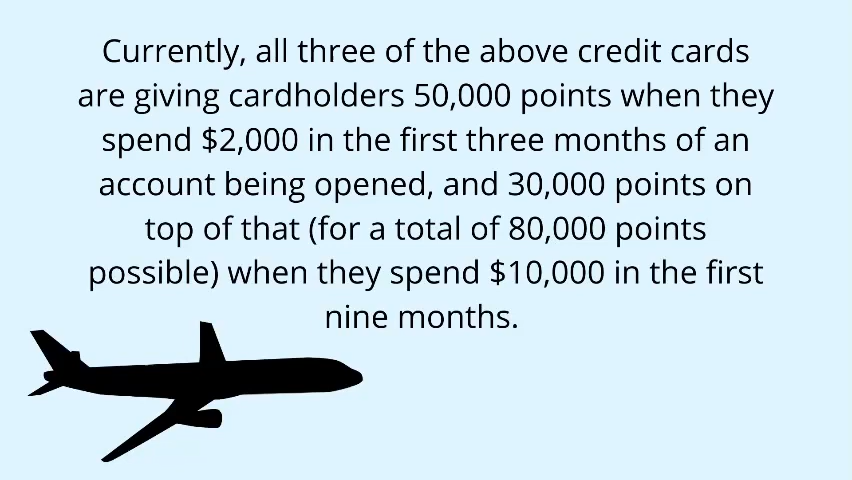 Currently, all three of the above credit cards
are giving cardholders 50,000 points when they
spend $2,000 in the first three months of an
account being opened, and 30,000 points on
top of that (for a total of 80,000 points
possible) when they spend $10,000 in the first
nine months.